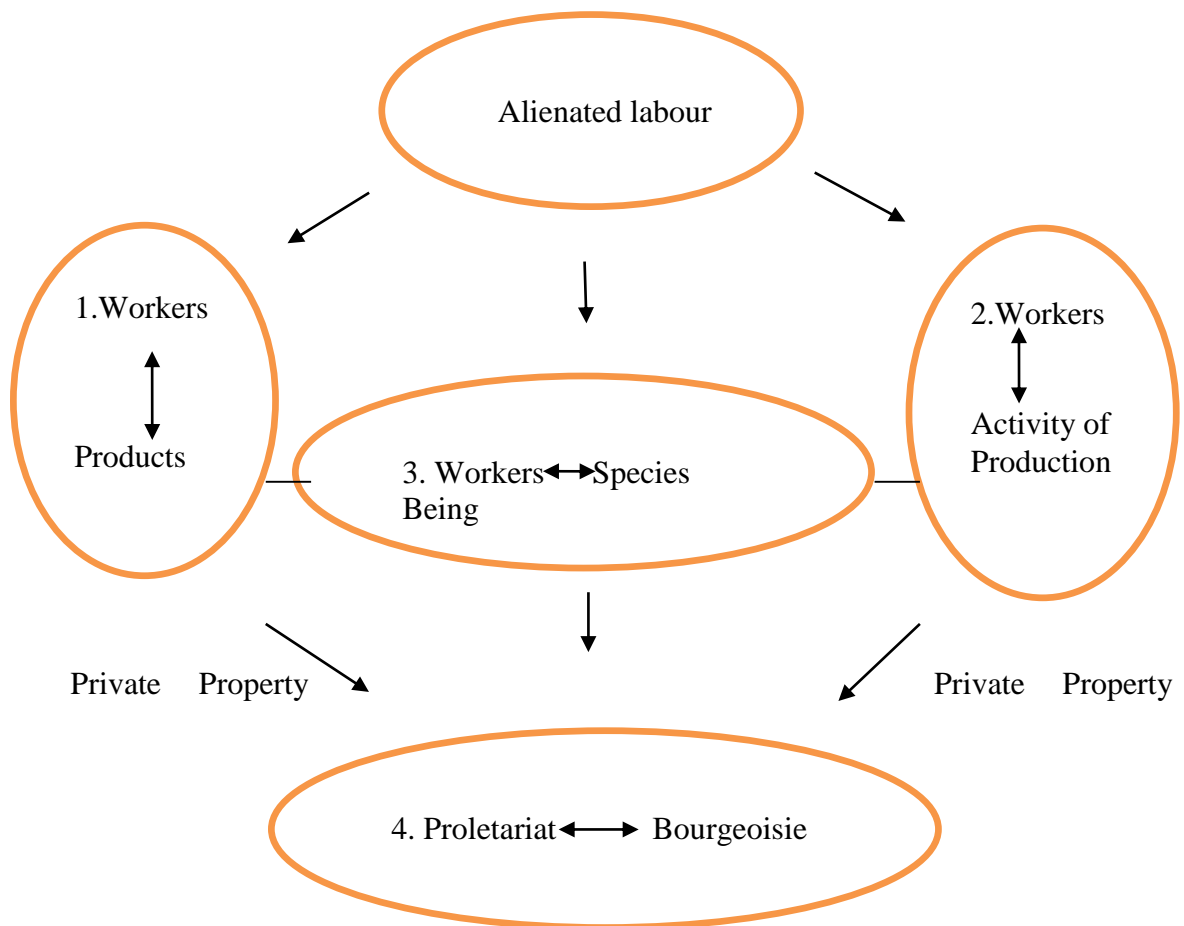 Alienated labour
1.Workers
Products
2.Workers
Activity of
Production
3. Workers Species
Being
Private Property
Private Property
4. Proletariat Bourgeoisie